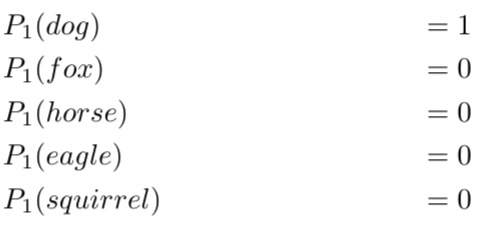 P₁(dog) = 1
P₁(fox) = 0
P₁(horse) = 0
P₁(eagle) = 0
P₁(squirrel) = 0